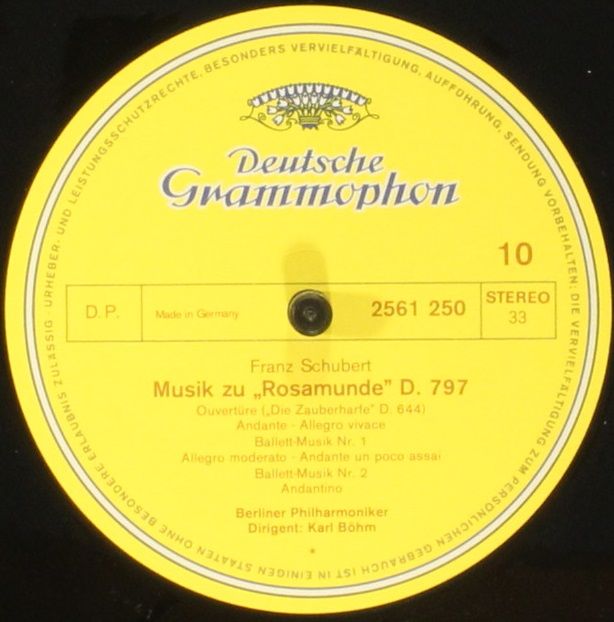 URHEBER- UND LEISTUNGSSCHUTZRECHTE, BESONDERS VERVIELFÄLTIGUNG, AUFFÜHRUNG, SENDUNG VORBEHALTEN: DIE VERVIELFÄLTIGUNG ZUM PERSÖNLICHEN GEBRAUCH IST IN EINIGEN STAATEN OHNE BESONDERE ERLAUBNIS ZULÄSSIG ·
Deutsche
Grammophon
10
D. P.
Made in Germany
2561 250
STEREO
33
Franz Schubert
Musik zu „Rosamunde” D. 797
Ouvertüre („Die Zauberharfe” D. 644)
Andante - Allegro vivace
Ballett-Musik Nr. 1
Allegro moderato - Andante un poco assai
Ballett-Musik Nr. 2
Andantino
Berliner Philharmoniker
Dirigent: Karl Böhm
*